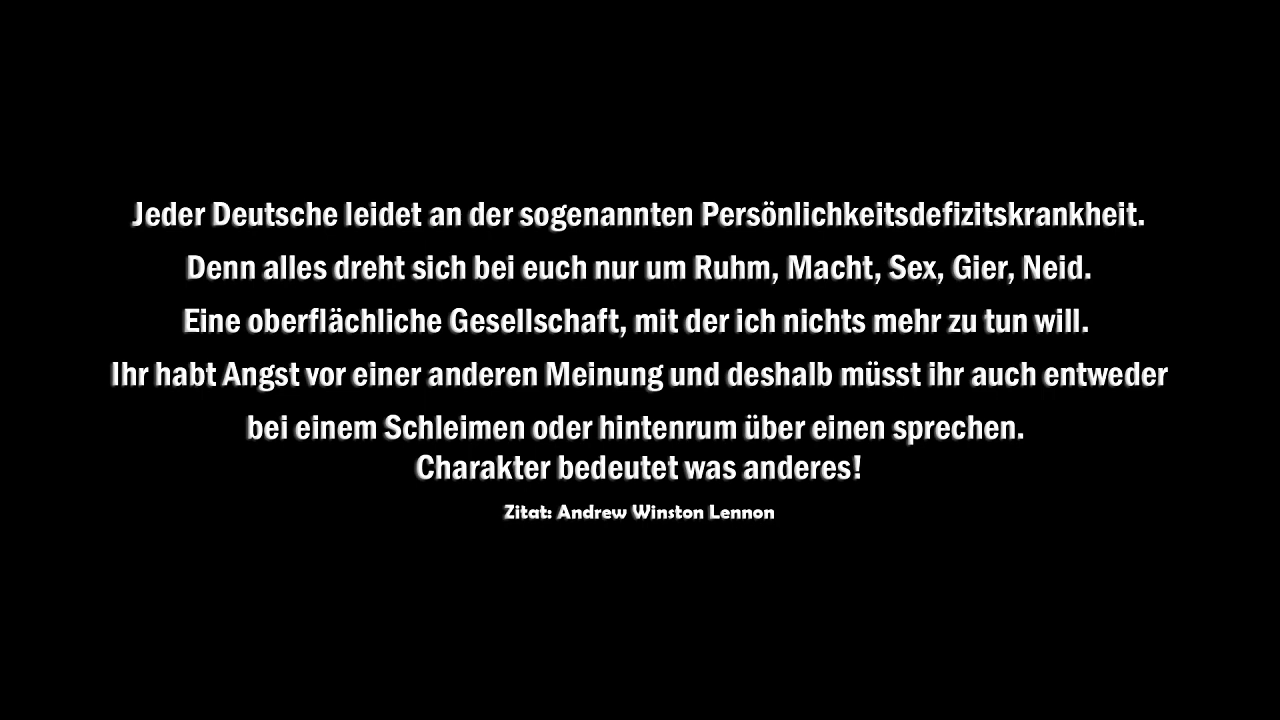 Jeder Deutsche leidet an der sogenannten Persönlichkeitsdefizitskrankheit.
Denn alles dreht sich bei euch nur um Ruhm, Macht, Sex, Gier, Neid.
Eine oberflächliche Gesellschaft, mit der ich nichts mehr zu tun will.
Ihr habt Angst vor einer anderen Meinung und deshalb müsst ihr auch entweder
bei einem Schleimen oder hintenrum über einen sprechen.
Charakter bedeutet was anderes!
Zitat: Andrew Winston Lennon